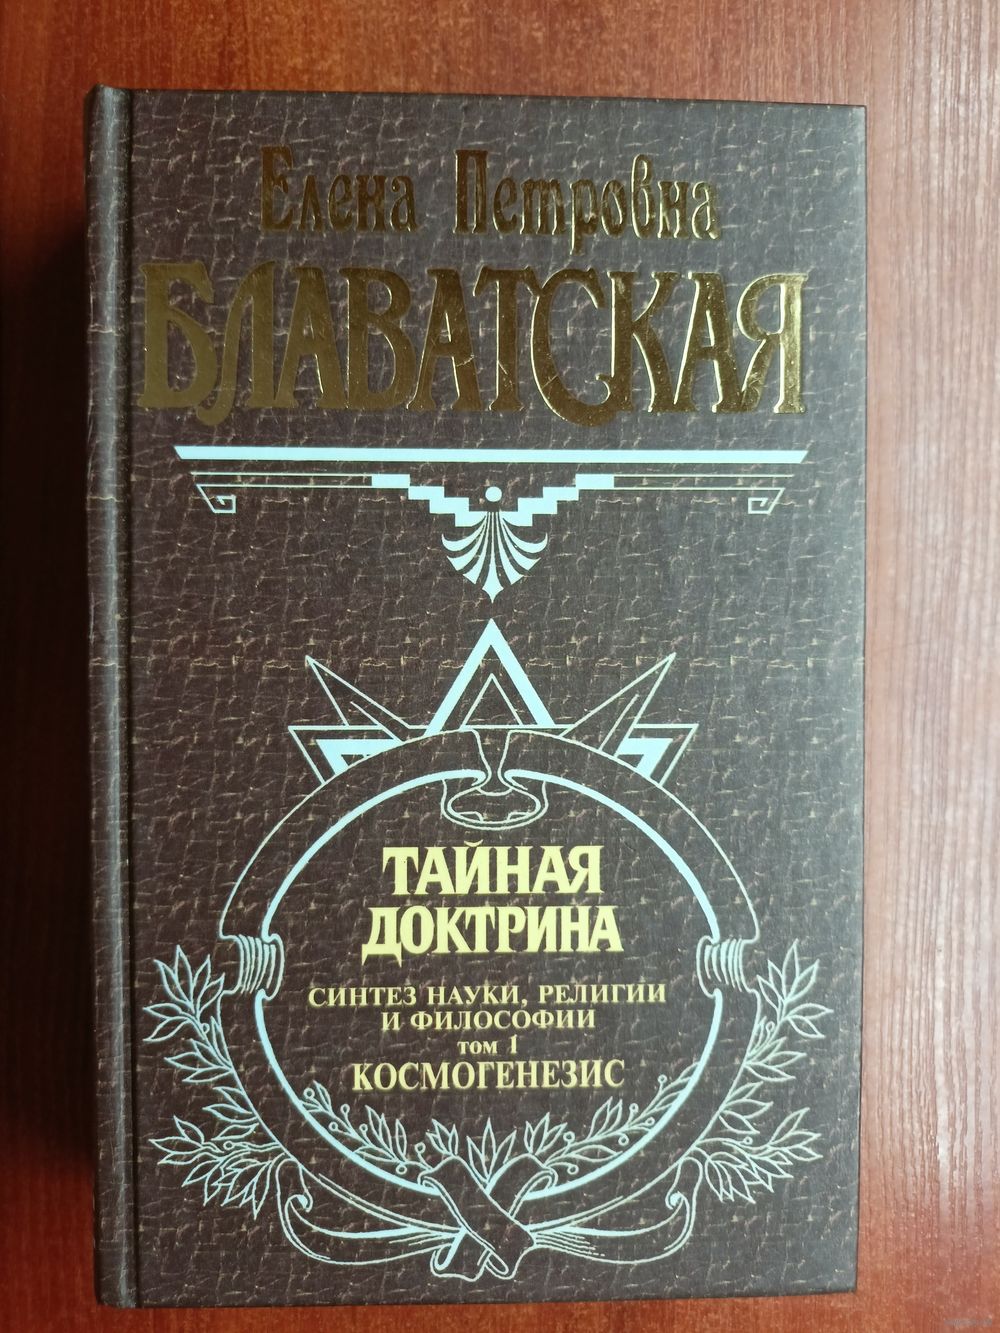 Елена Петровна
БЛАВАТСКАЯ
ТАЙНАЯ
ДОКТРИНА
СИНТЕЗ НАУКИ, РЕЛИГИИ
И ФИЛОСОФИИ
том 1
КОСМОГЕНЕЗИС